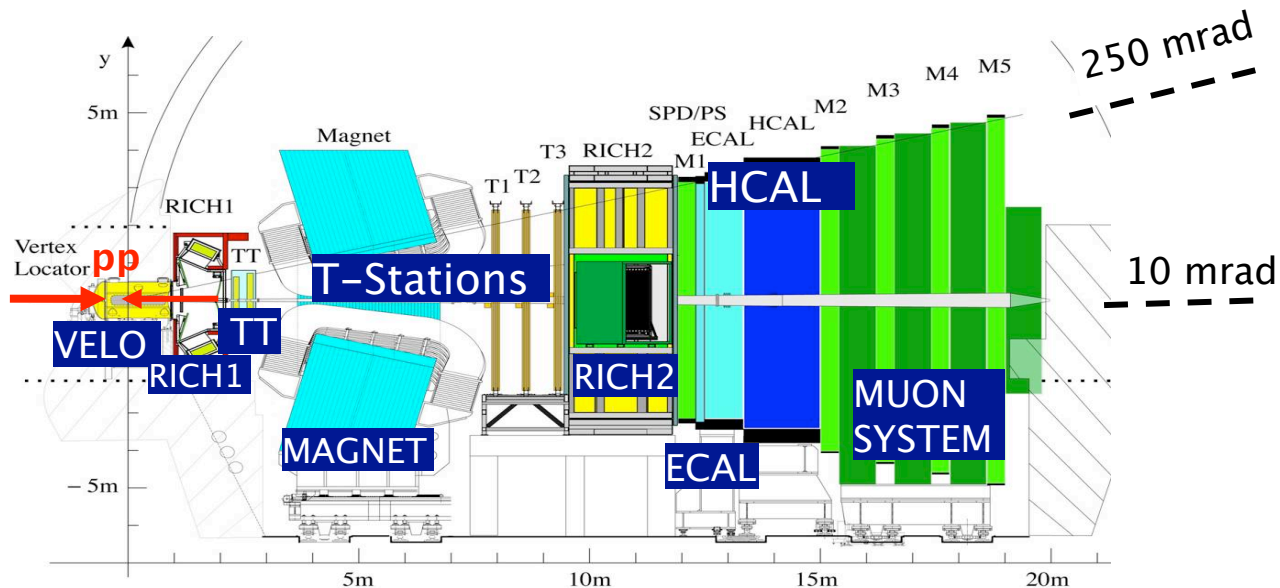 y
5m
Magnet
RICH1
Vertex
Locator
pp
TT
T1
T2
T3
RICH2
M1
SPD/PS
ECAL
HCAL
M2
M3
M4
M5
250 mrad
HCAL
T-Stations
10 mrad
VELO
TT
RICH1
RICH2
MUON
SYSTEM
MAGNET
ECAL
- 5m
5m
10m
15m
20m